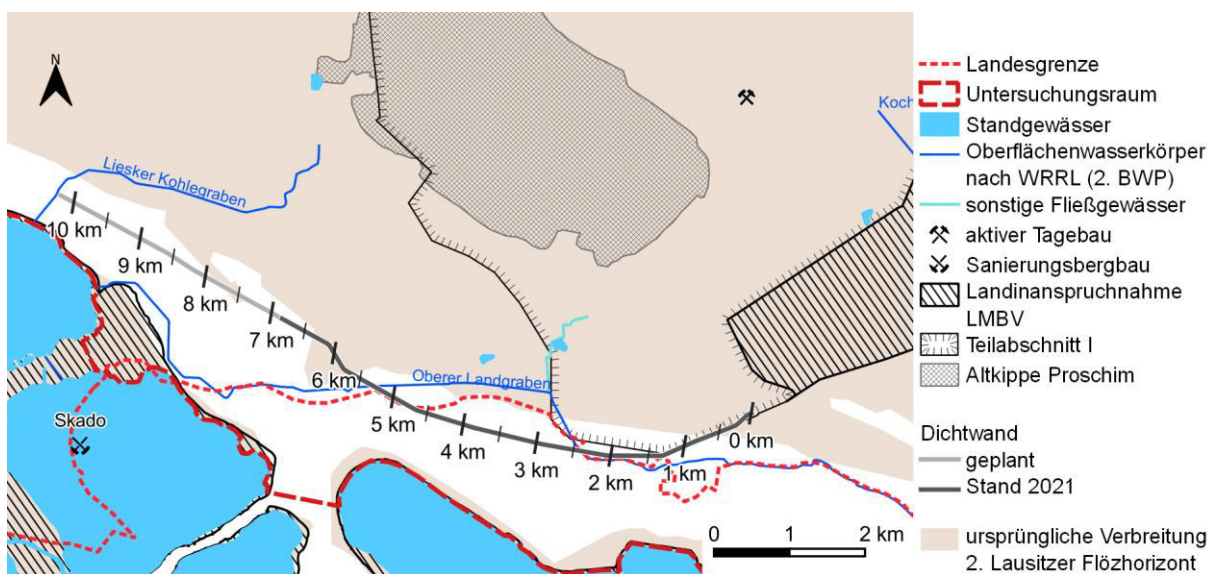 N
Liesker Kohlegraben
Koch
10 km
9 km
8 km
7 km
6 km
5 km
4 km
3 km
2 km
1 km
0 km
Oberer Landgraben
Skado
0 1 2 km
Landesgrenze
Untersuchungsraum
Standgewässer
Oberflächenwasserkörper
nach WRRL (2. BWP)
sonstige Fließgewässer
aktiver Tagebau
Sanierungsbergbau
Landinanspruchnahme
LMBV
Teilabschnitt I
Altkippe Proschim
Dichtwand
geplant
Stand 2021
ursprüngliche Verbreitung
2. Lausitzer Flözhorizont